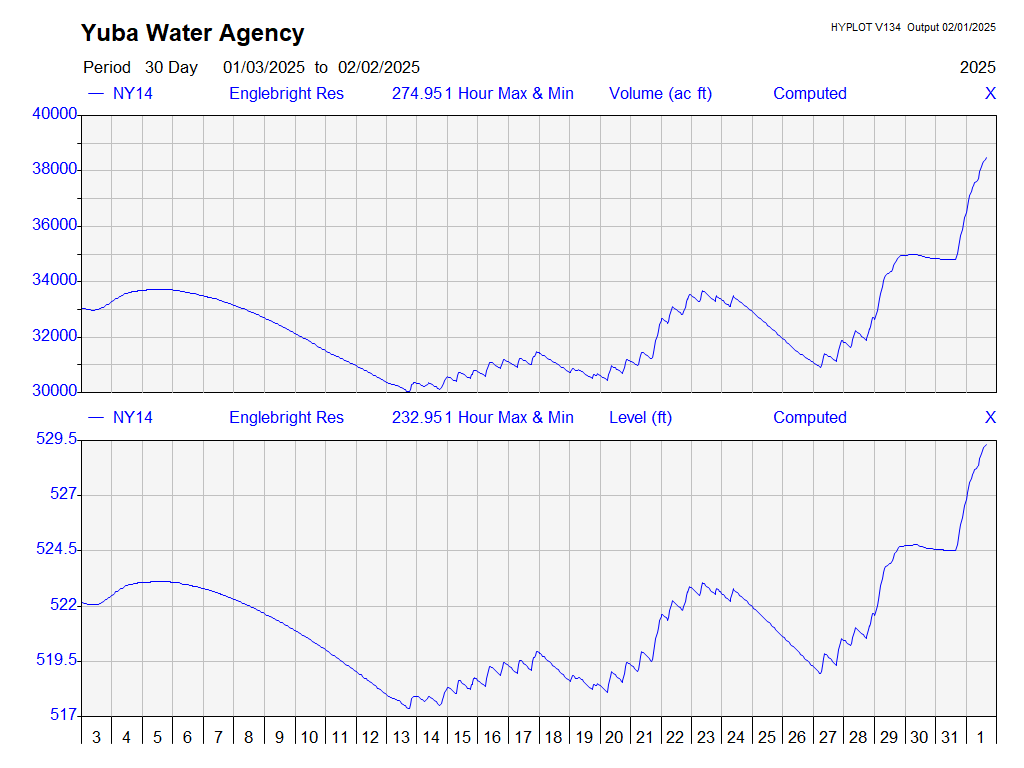 Yuba Water Agency
HYPLOT V134 Output 02/01/2025
Period 30 Day 01/03/2025 to 02/02/2025 2025
NY14 Englebright Res 274.951 Hour Max & Min Volume (ac ft) Computed X
40000
38000
36000
34000
32000
30000
NY14 Englebright Res 232.951 Hour Max & Min Level (ft) Computed X
529.5
527
524.5
522
519.5
517
3 4 5 6 7 8 9 10 11 12 13 14 15 16 17 18 19 20 21 22 23 24 25 26 27 28 29 30 31 1